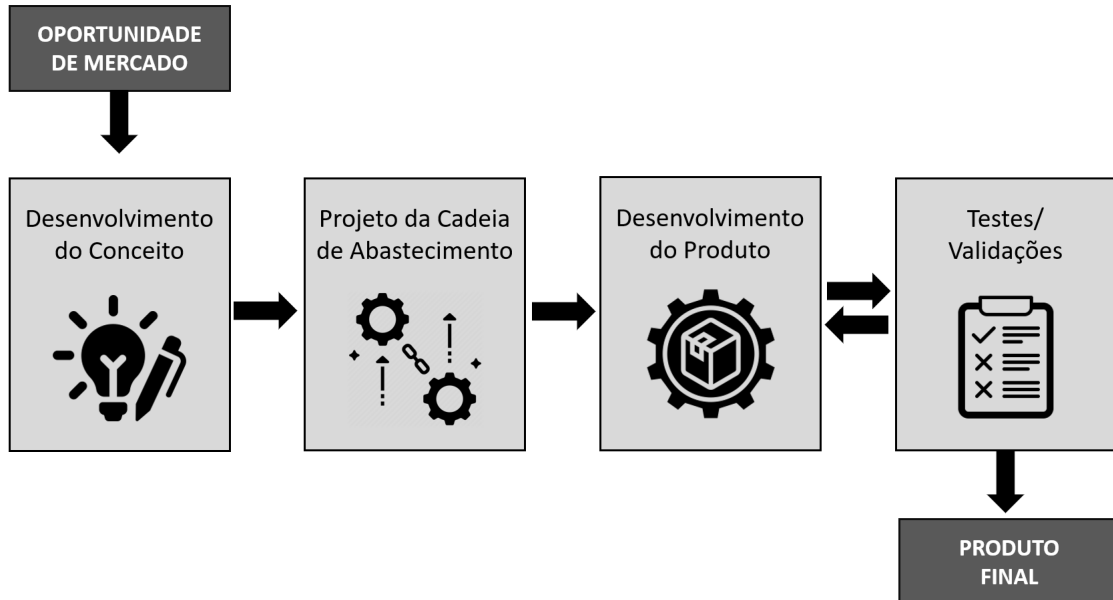 OPORTUNIDADE
DE MERCADO
Desenvolvimento
do Conceito
Projeto da Cadeia
de Abastecimento
Desenvolvimento
do Produto
Testes/
Validações
PRODUTO
FINAL